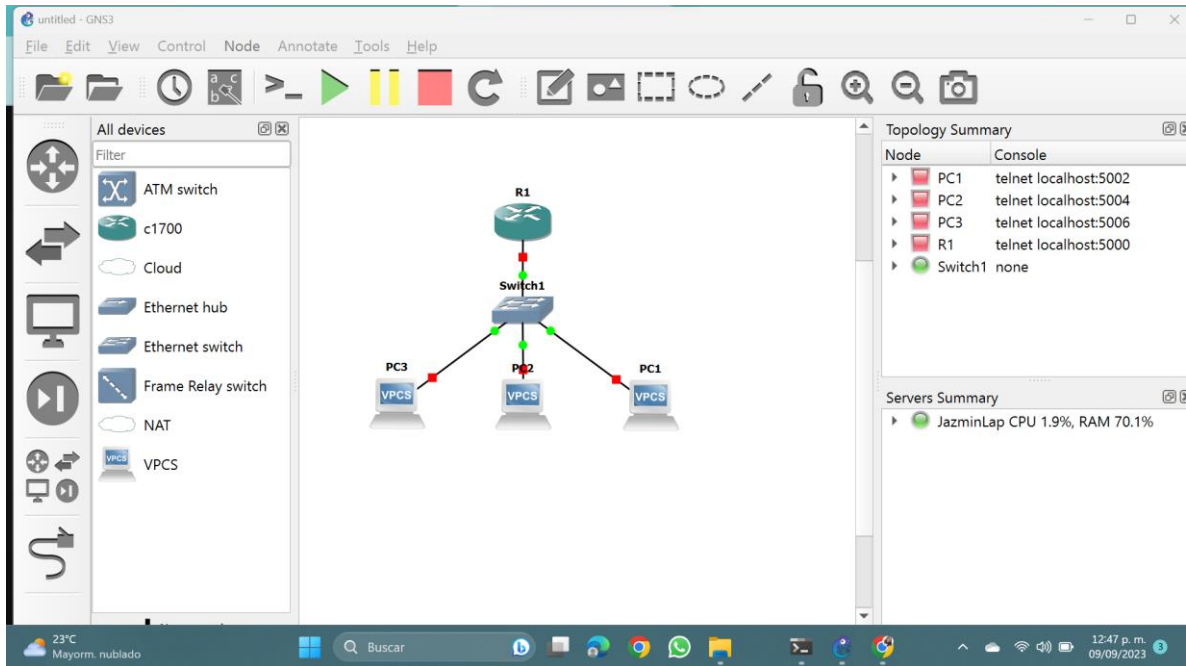 untitled - GNS3
File Edit View Control Node Annotate Tools Help
a c
b
All devices
Filter
ATM switch
c1700
Cloud
Ethernet hub
Ethernet switch
Frame Relay switch
NAT
VPCS
R1
Switch1
PC3 PC2 PC1
VPCS VPCS VPCS
Topology Summary
Node Console
PC1 telnet localhost:5002
PC2 telnet localhost:5004
PC3 telnet localhost:5006
R1 telnet localhost:5000
Switch1 none
Servers Summary
JazminLap CPU 1.9%, RAM 70.1%
23°C
Mayorm. nublado
Buscar
12:47 p. m.
09/09/2023
3